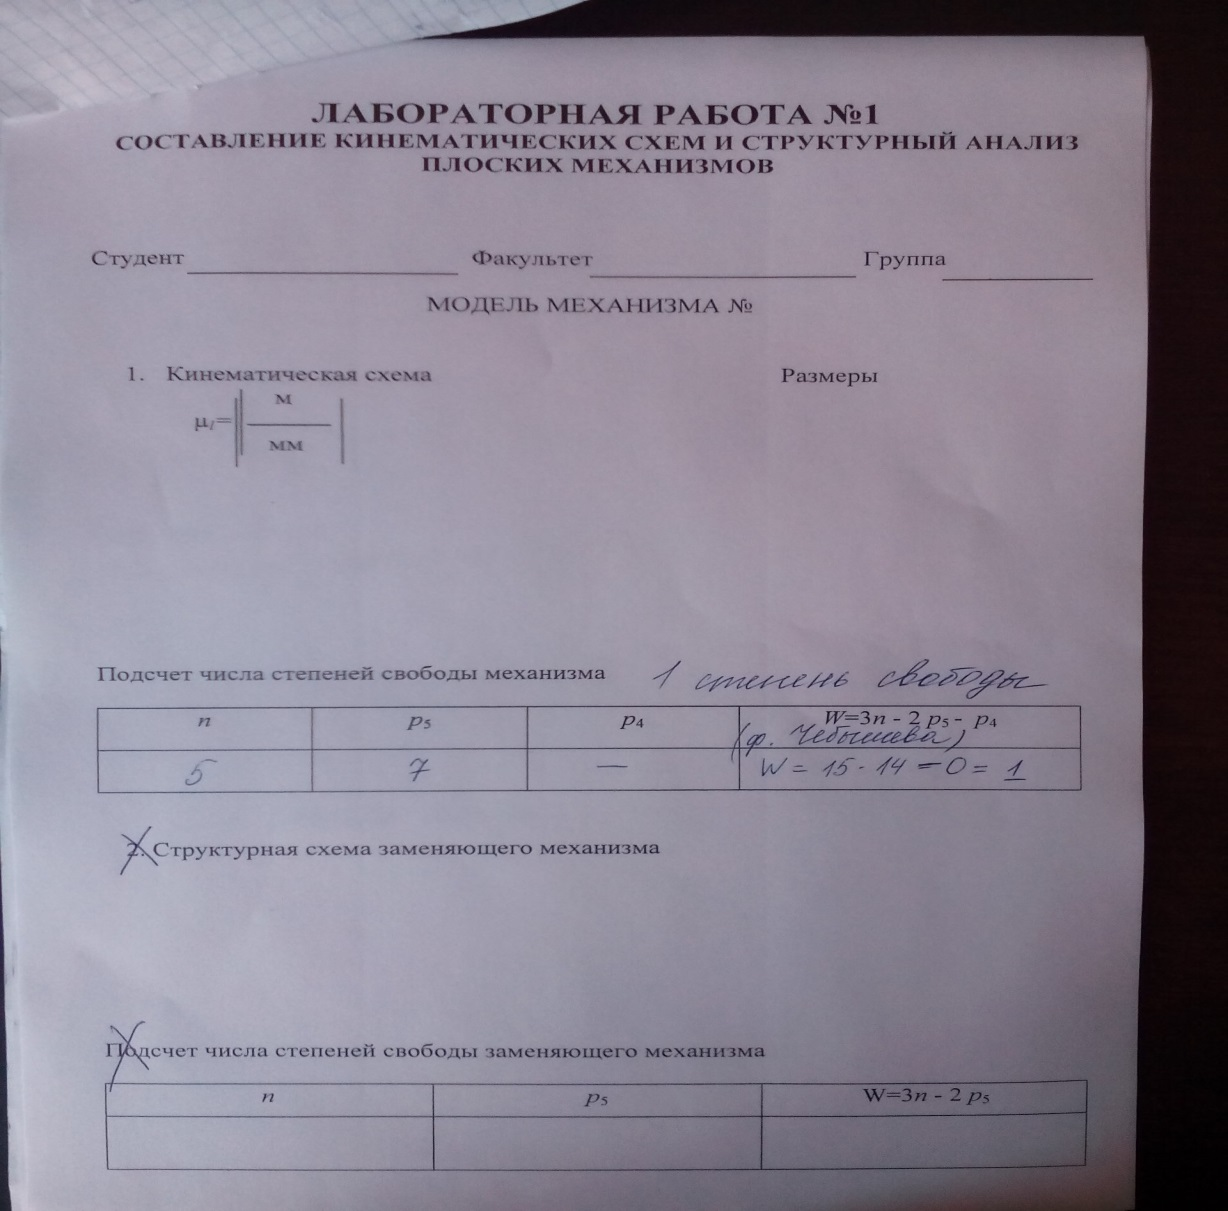 ЛАБОРАТОРНАЯ РАБОТА №1
СОСТАВЛЕНИЕ КИНЕМАТИЧЕСКИХ СХЕМ И СТРУКТУРНЫЙ АНАЛИЗ
ПЛОСКИХ МЕХАНИЗМОВ
Студент Факультет Группа
МОДЕЛЬ МЕХАНИЗМА №
1. Кинематическая схема Размеры
м
μl=
мм
Подсчет числа степеней свободы механизма 1 степень свободы
n p5 p4 W=3n - 2 p5 - p4
(ф. Чебышева)
5 7 — W = 15 - 14 - 0 = 1
2. Структурная схема заменяющего механизма
Подсчет числа степеней свободы заменяющего механизма
n p5 W=3n - 2 p5